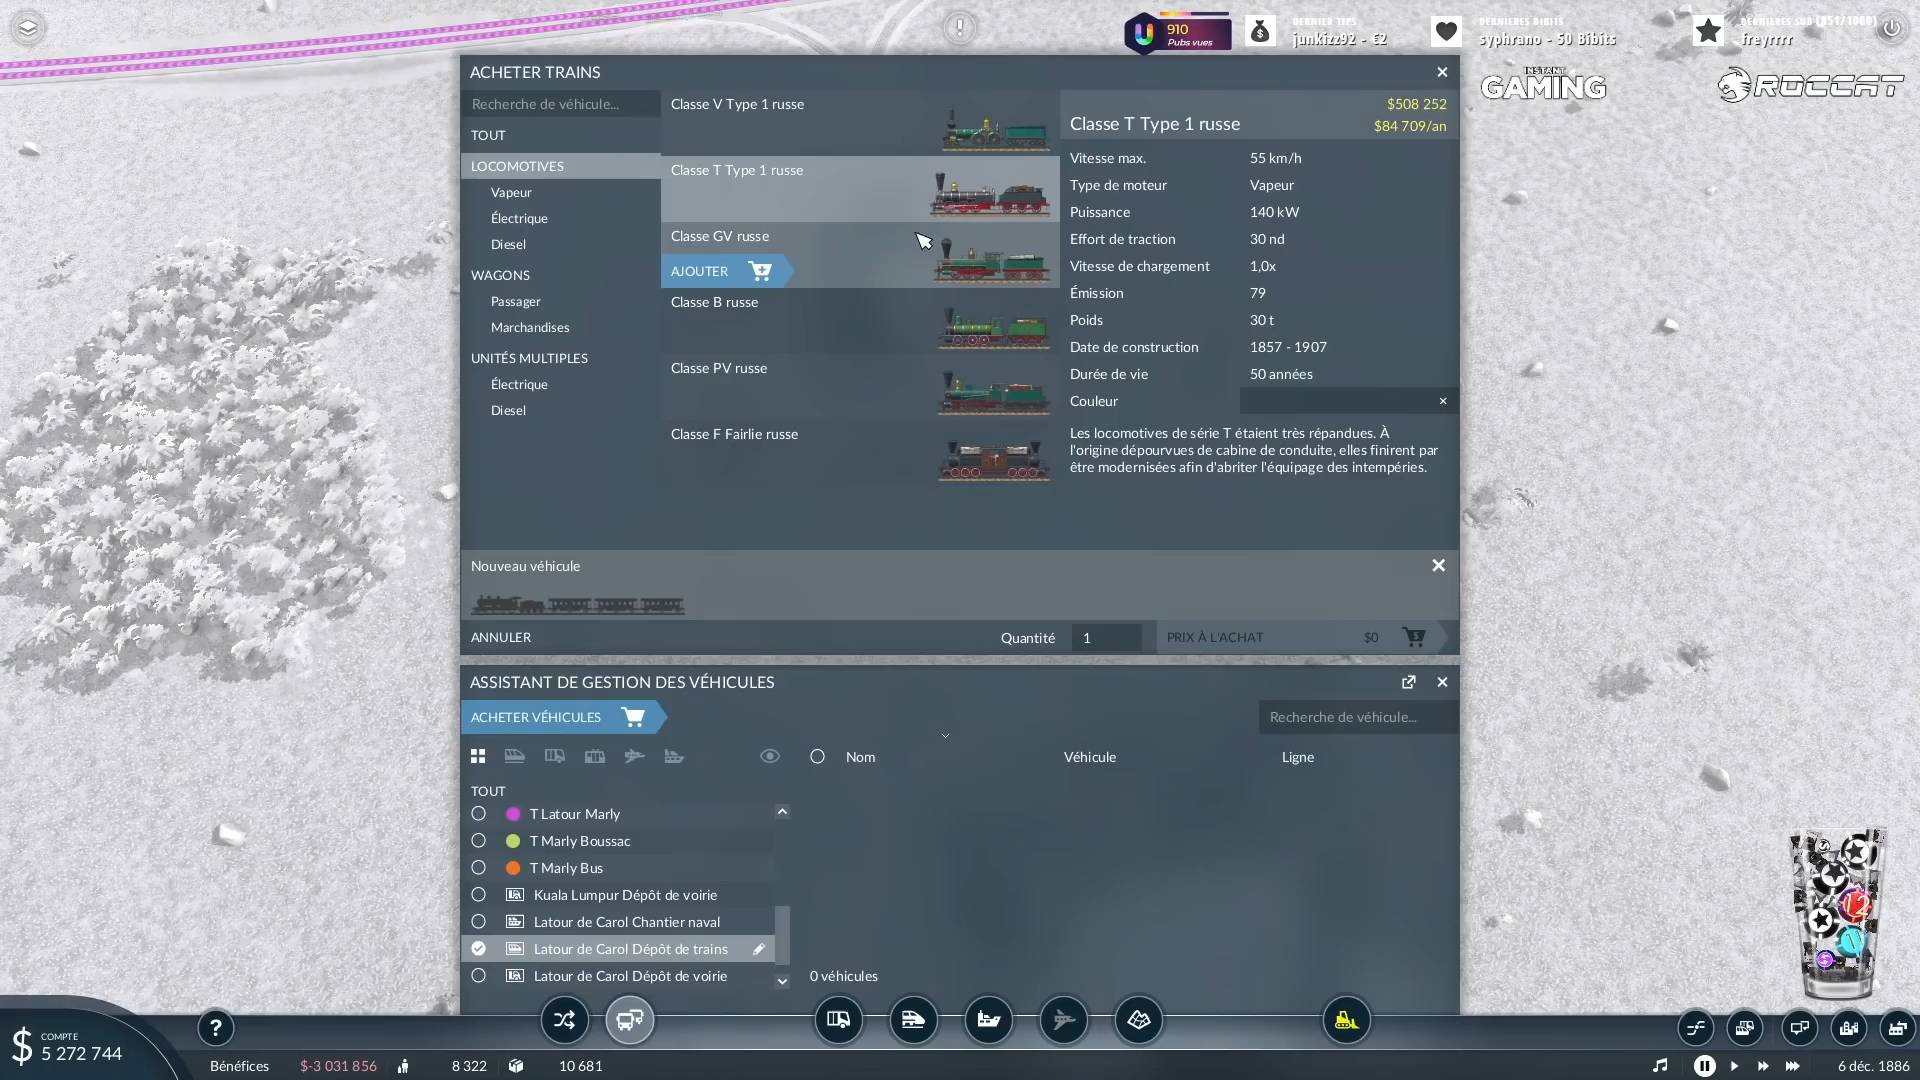 910
Pubs vues
DERNIER TIPS
junkizz92 - €2
DERNIERES BIBITS
syphrano - 50 Bibits
DERNIERES SUB (851/1000)
freyrrrr
INSTANT
GAMING
ROCCAT
ACHETER TRAINS
Recherche de véhicule...
TOUT
LOCOMOTIVES
Vapeur
Électrique
Diesel
WAGONS
Passager
Marchandises
UNITÉS MULTIPLES
Électrique
Diesel
Classe V Type 1 russe
Classe T Type 1 russe
Classe GV russe
AJOUTER
Classe B russe
Classe PV russe
Classe F Fairlie russe
$508 252
Classe T Type 1 russe
$84 709/an
Vitesse max. 55 km/h
Type de moteur Vapeur
Puissance 140 kW
Effort de traction 30 nd
Vitesse de chargement 1,0x
Émission 79
Poids 30 t
Date de construction 1857 - 1907
Durée de vie 50 années
Couleur
Les locomotives de série T étaient très répandues. À
l'origine dépourvues de cabine de conduite, elles finirent par
être modernisées afin d'abriter l'équipage des intempéries.
Nouveau véhicule
ANNULER
Quantité 1
PRIX À L'ACHAT $0
ASSISTANT DE GESTION DES VÉHICULES
ACHETER VÉHICULES
Recherche de véhicule...
Nom Véhicule Ligne
TOUT
T Latour Marly
T Marly Boussac
T Marly Bus
Kuala Lumpur Dépôt de voirie
Latour de Carol Chantier naval
Latour de Carol Dépôt de trains
Latour de Carol Dépôt de voirie
0 véhicules
COMPTE
$ 5 272 744
?
Bénéfices $-3 031 856 8 322 10 681
6 déc. 1886